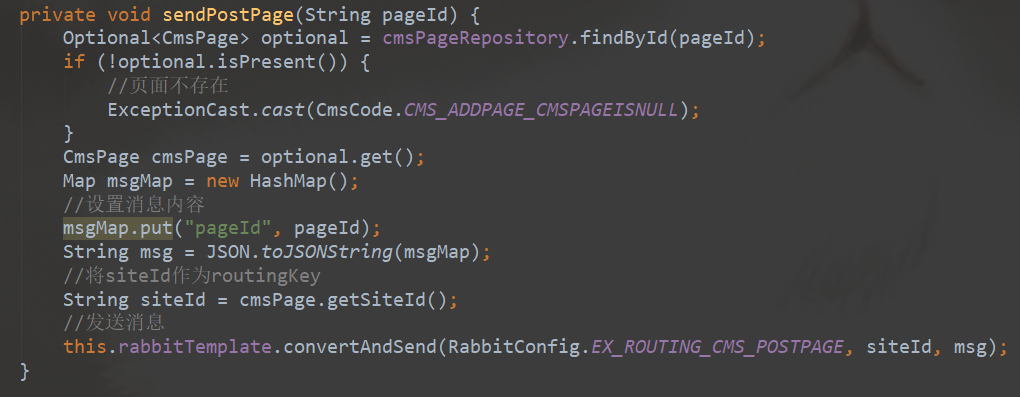 private void sendPostPage(String pageId) {
    Optional<CmsPage> optional = cmsPageRepository.findById(pageId);
    if (!optional.isPresent()) {
        //页面不存在
        ExceptionCast.cast(CmsCode.CMS_ADDPAGE_CMSPAGEISNULL);
    }
    CmsPage cmsPage = optional.get();
    Map msgMap = new HashMap();
    //设置消息内容
    msgMap.put("pageId", pageId);
    String msg = JSON.toJSONString(msgMap);
    //将siteId作为routingKey
    String siteId = cmsPage.getSiteId();
    //发送消息
    this.rabbitTemplate.convertAndSend(RabbitConfig.EX_ROUTING_CMS_POSTPAGE, siteId, msg);
}